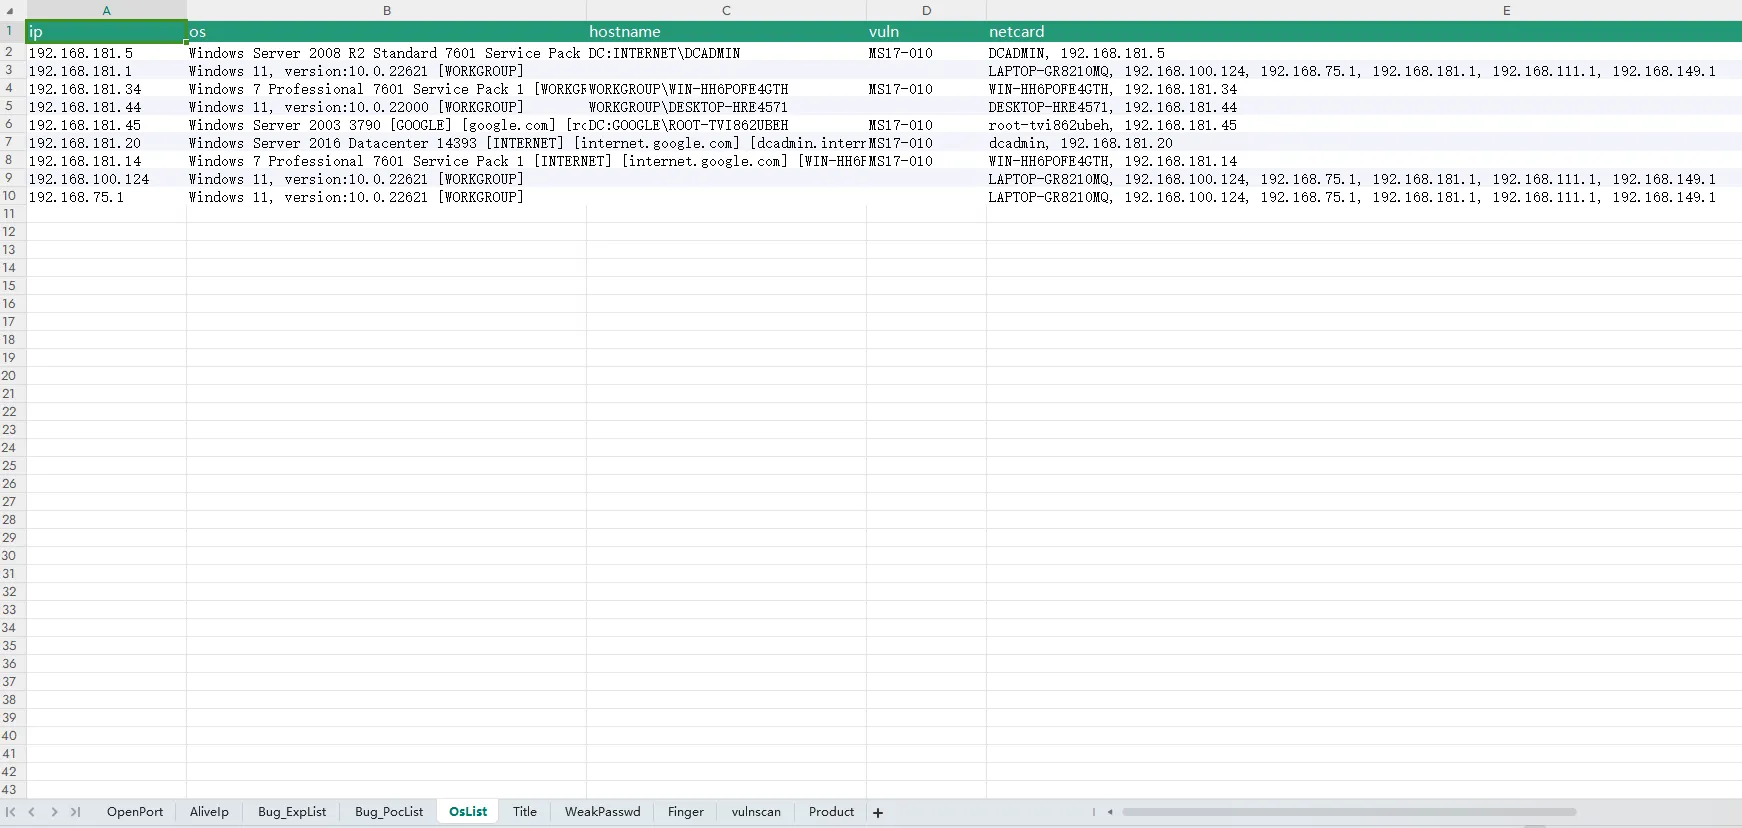 A B C D E
1 ip os hostname vuln netcard
2 192.168.181.5 Windows Server 2008 R2 Standard 7601 Service Pack DC:INTERNET\DCADMIN MS17-010 DCADMIN, 192.168.181.5
3 192.168.181.1 Windows 11, version:10.0.22621 [WORKGROUP] LAPTOP-GR8210MQ, 192.168.100.124, 192.168.75.1, 192.168.181.1, 192.168.111.1, 192.168.149.1
4 192.168.181.34 Windows 7 Professional 7601 Service Pack 1 [WORKGR WORKGROUP\WIN-HH6POFE4GTH MS17-010 WIN-HH6POFE4GTH, 192.168.181.34
5 192.168.181.44 Windows 11, version:10.0.22000 [WORKGROUP] WORKGROUP\DESKTOP-HRE4571 DESKTOP-HRE4571, 192.168.181.44
6 192.168.181.45 Windows Server 2003 3790 [GOOGLE] [google.com] [ro DC:GOOGLE\ROOT-TVI862UBEH MS17-010 root-tvi862ubeh, 192.168.181.45
7 192.168.181.20 Windows Server 2016 Datacenter 14393 [INTERNET] [internet.google.com] [dcadmin.intern MS17-010 dcadmin, 192.168.181.20
8 192.168.181.14 Windows 7 Professional 7601 Service Pack 1 [INTERNET] [internet.google.com] [WIN-HH6P MS17-010 WIN-HH6POFE4GTH, 192.168.181.14
9 192.168.100.124 Windows 11, version:10.0.22621 [WORKGROUP] LAPTOP-GR8210MQ, 192.168.100.124, 192.168.75.1, 192.168.181.1, 192.168.111.1, 192.168.149.1
10 192.168.75.1 Windows 11, version:10.0.22621 [WORKGROUP] LAPTOP-GR8210MQ, 192.168.100.124, 192.168.75.1, 192.168.181.1, 192.168.111.1, 192.168.149.1
11
12
13
14
15
16
17
18
19
20
21
22
23
24
25
26
27
28
29
30
31
32
33
34
35
36
37
38
39
40
41
42
43
OpenPort AliveIp Bug_ExpList Bug_PocList OsList Title WeakPasswd Finger vulnscan Product +